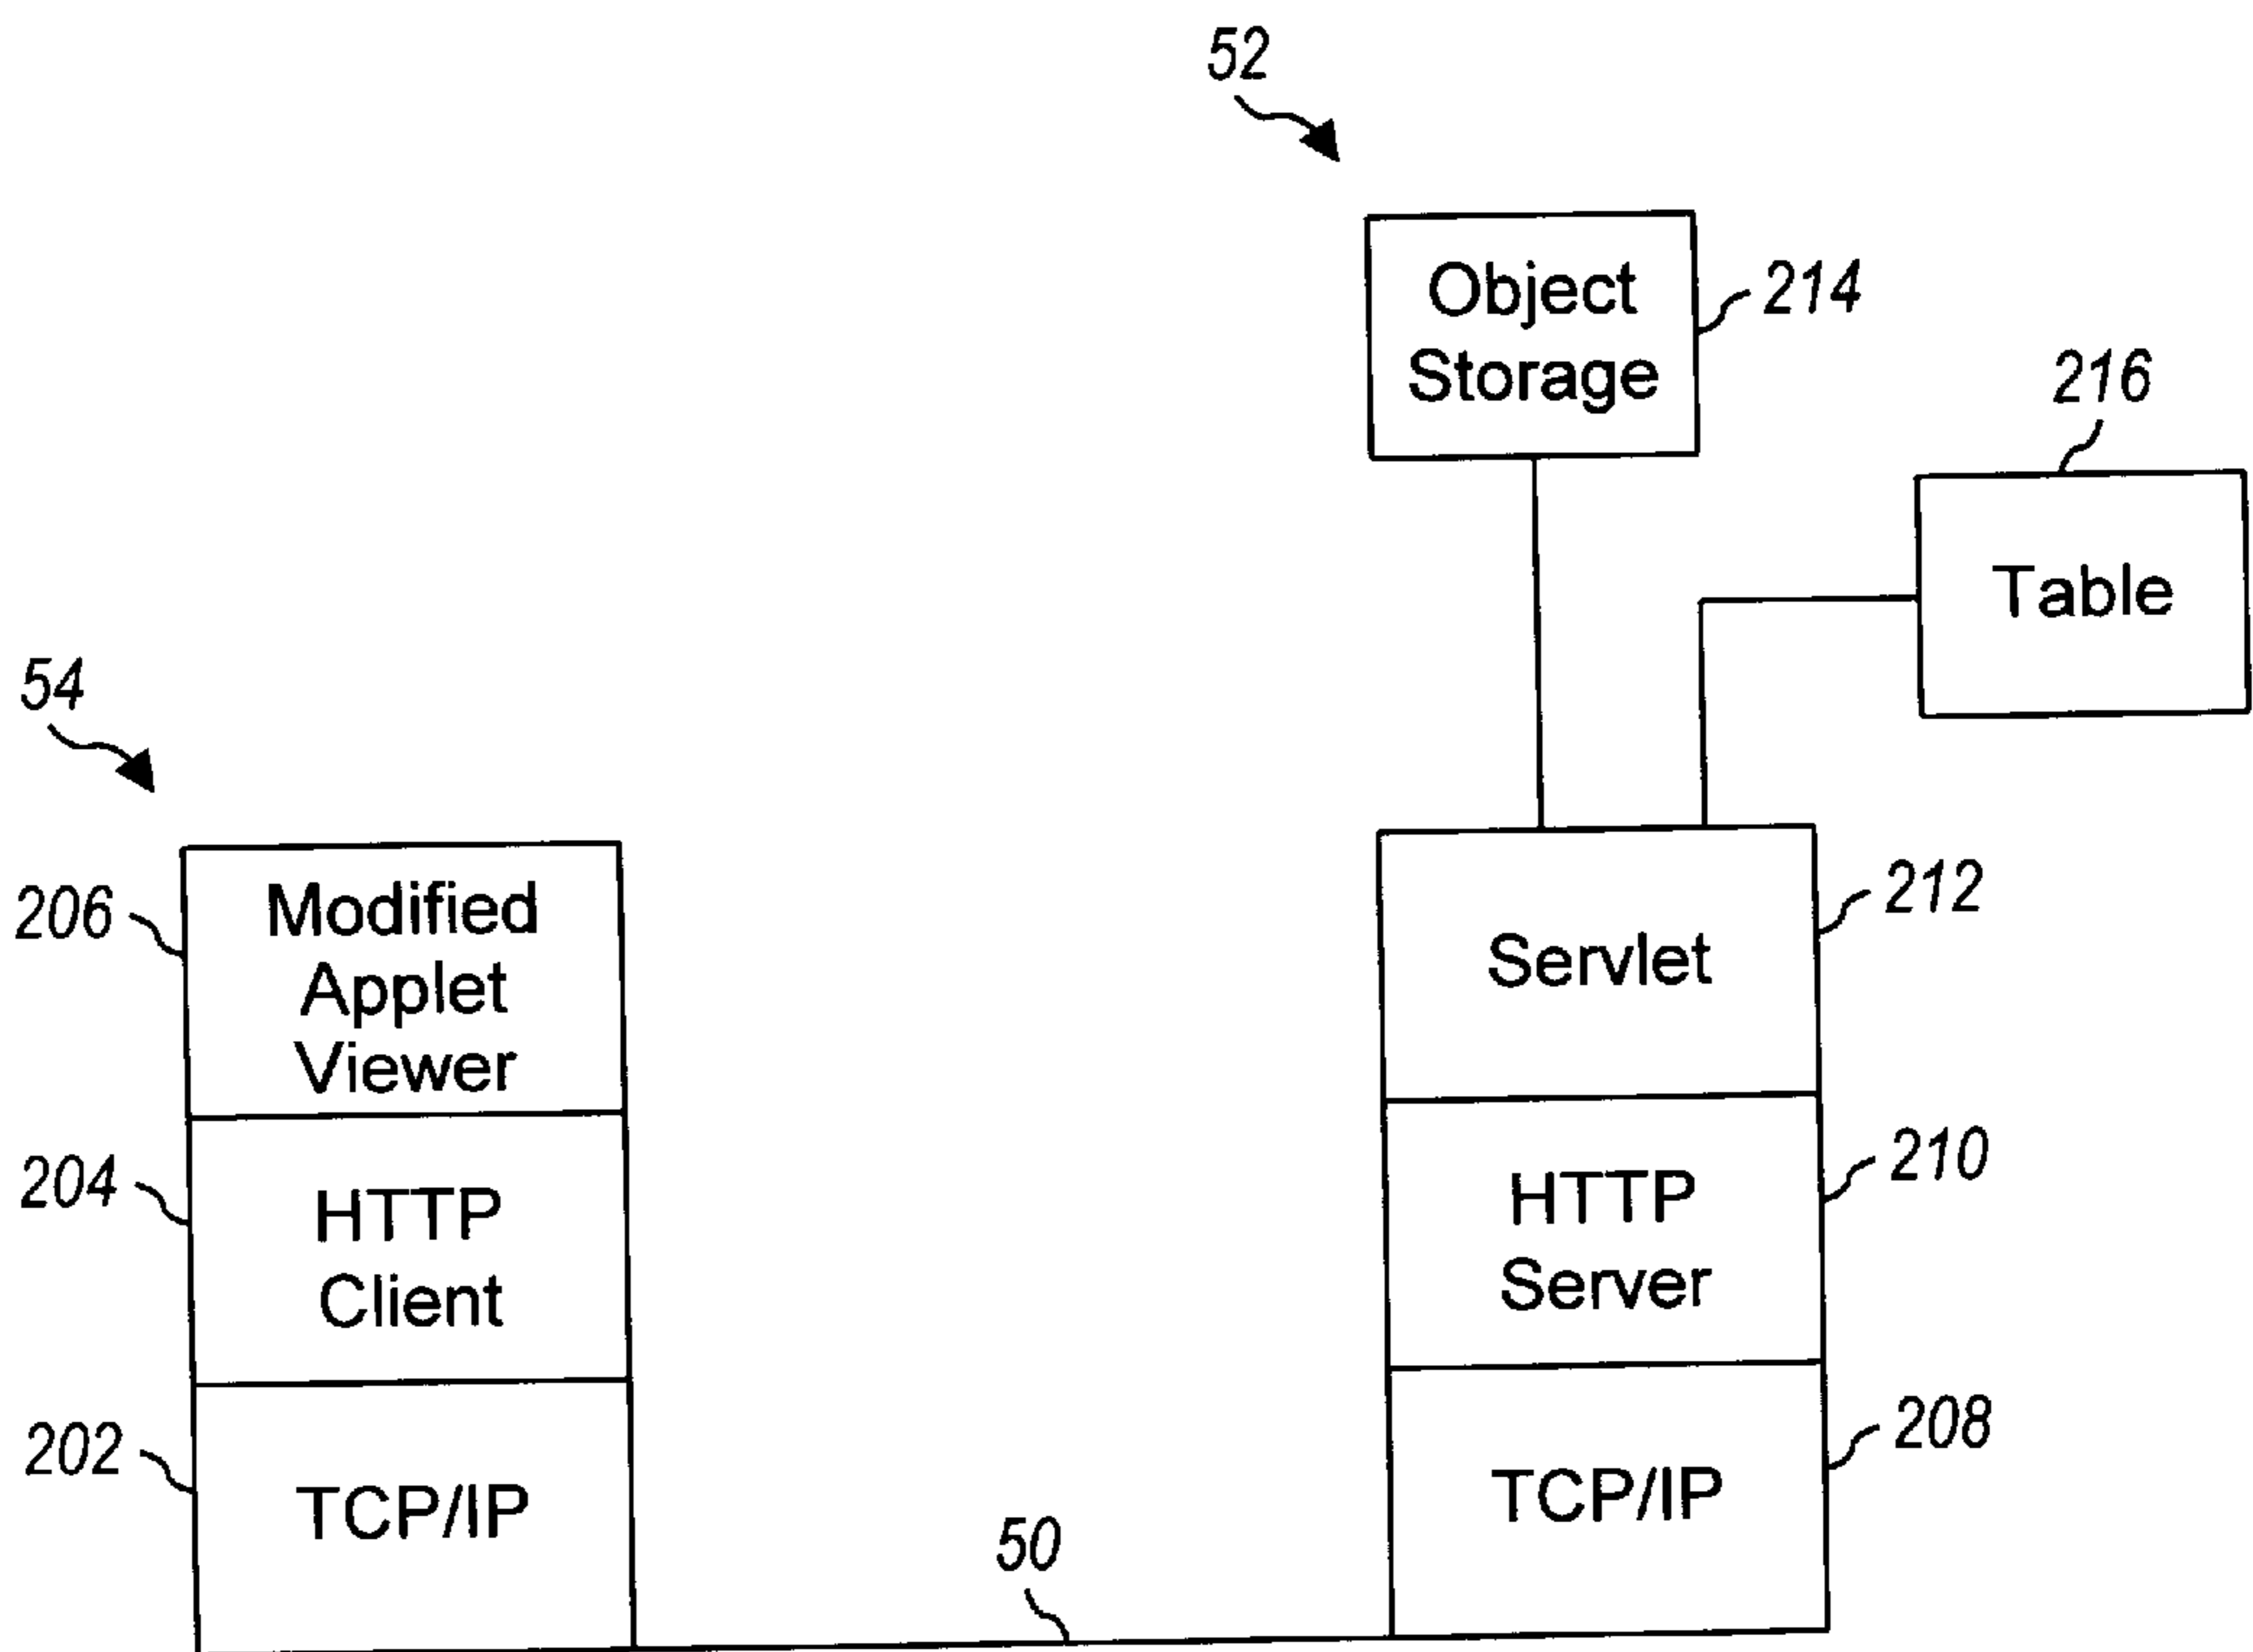 52
Object
Storage
214
216
Table
54
206
Modified
Applet
Viewer
Servlet
212
204
HTTP
Client
HTTP
Server
210
202
TCP/IP
TCP/IP
208
50